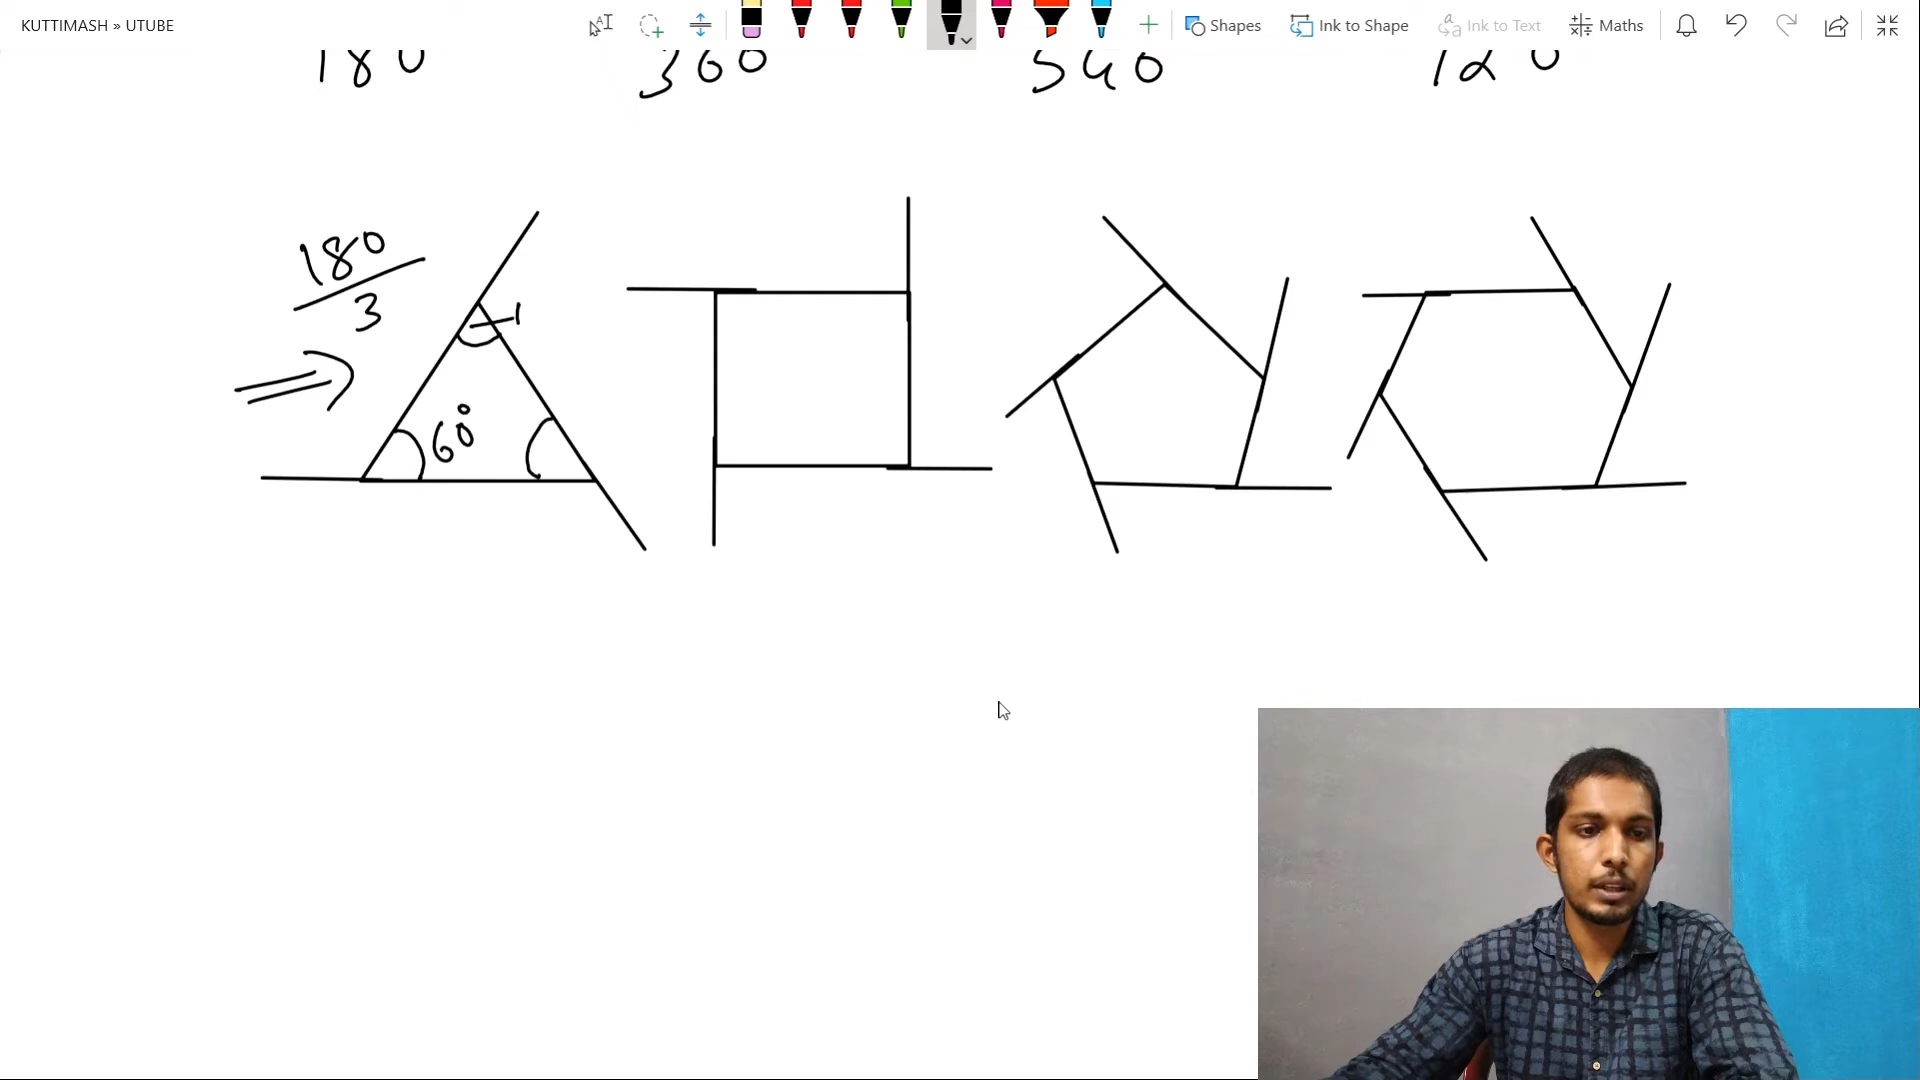 KUTTIMASH » UTUBE
Shapes
Ink to Shape
Ink to Text
Maths
180
360
540
720
180
3
60°